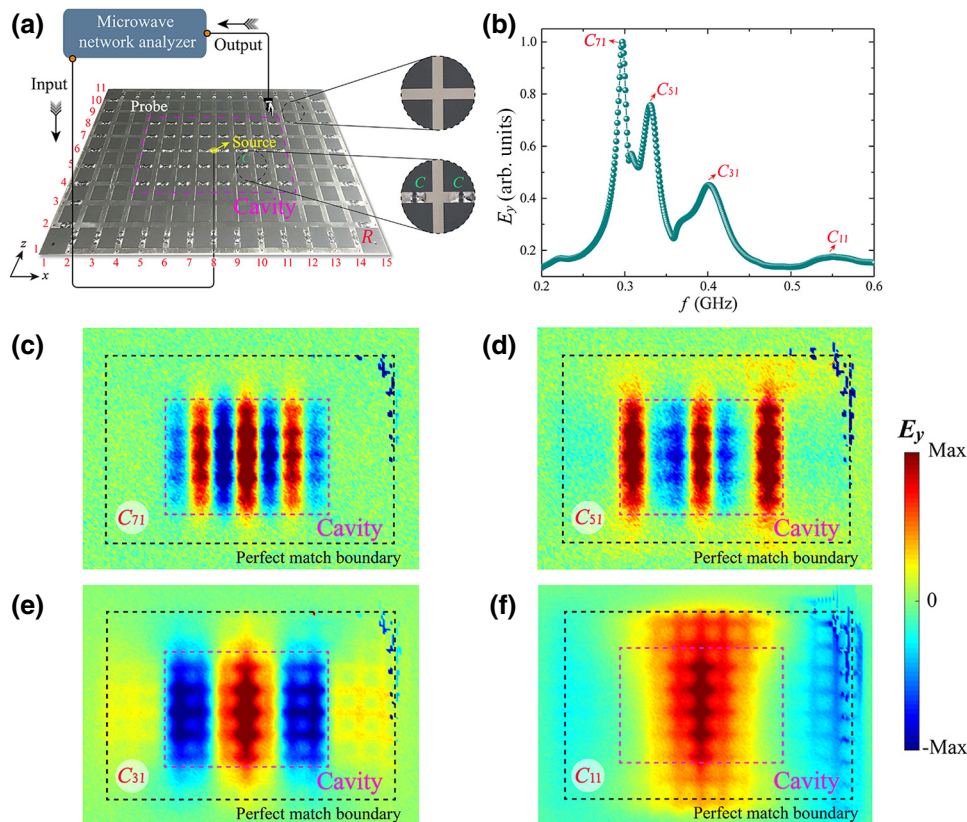 (a)
Microwave
network analyzer
Output
Input
Probe
Source
C
Cavity
R
C C
11
10
9
8
7
6
5
4
3
2
1
1 2 3 4 5 6 7 8 9 10 11 12 13 14 15
z
x
(b)
E_y (arb. units)
1.0
0.8
0.6
0.4
0.2
0.2 0.3 0.4 0.5 0.6
f (GHz)
C71
C51
C31
C11
(c)
C71
Cavity
Perfect match boundary
(d)
C51
Cavity
Perfect match boundary
(e)
C31
Cavity
Perfect match boundary
(f)
C11
Cavity
Perfect match boundary
E_y
Max
0
-Max